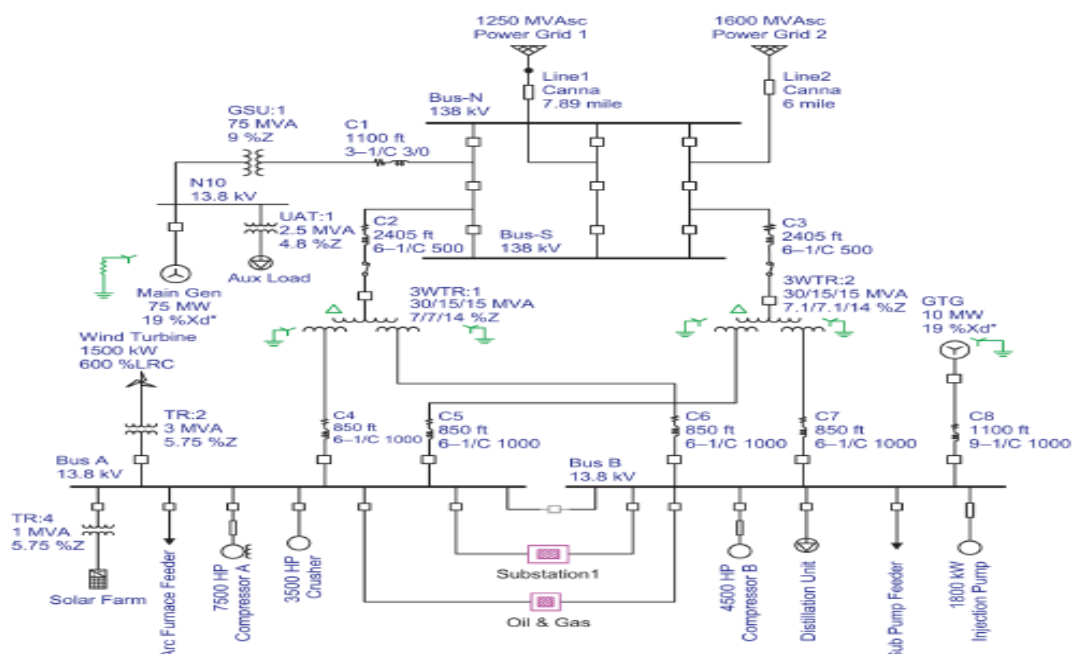 1250 MVAsc
Power Grid 1
1600 MVAsc
Power Grid 2
Line1
Canna
7.89 mile
Line2
Canna
6 mile
Bus-N
138 kV
GSU:1
75 MVA
9 %Z
C1
1100 ft
3–1/C 3/0
N10
13.8 kV
UAT:1
2.5 MVA
4.8 %Z
Aux Load
C2
2405 ft
6–1/C 500
Bus-S
138 kV
C3
2405 ft
6–1/C 500
Main Gen
75 MW
19 %Xd"
3WTR:1
30/15/15 MVA
7/7/14 %Z
3WTR:2
30/15/15 MVA
7.1/7.1/14 %Z
GTG
10 MW
19 %Xd"
Wind Turbine
1500 kW
600 %LRC
TR:2
3 MVA
5.75 %Z
C4
850 ft
6–1/C 1000
C5
850 ft
6–1/C 1000
C6
850 ft
6–1/C 1000
C7
850 ft
6–1/C 1000
C8
1100 ft
9–1/C 1000
Bus A
13.8 kV
Bus B
13.8 kV
TR:4
1 MVA
5.75 %Z
Solar Farm
Arc Furnace Feeder
7500 HP
Compressor A
3500 HP
Crusher
Substation1
Oil & Gas
4500 HP
Compressor B
Distillation Unit
Sub Pump Feeder
1800 kW
Injection Pump